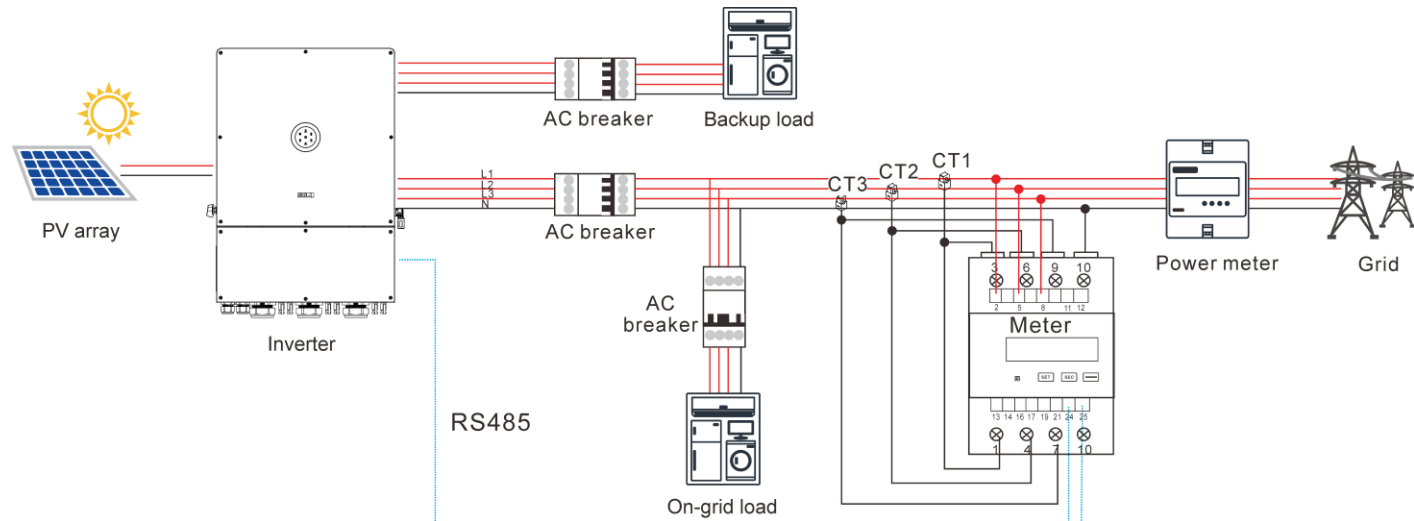 AC breaker
Backup load
PV array
L1
L2
L3
N
AC breaker
CT3
CT2
CT1
Power meter
Grid
Inverter
AC
breaker
3 6 9 10
2 5 8 11 12
Meter
SET SEC
13 14 16 17 19 21 24 25
1 4 7 10
RS485
On-grid load